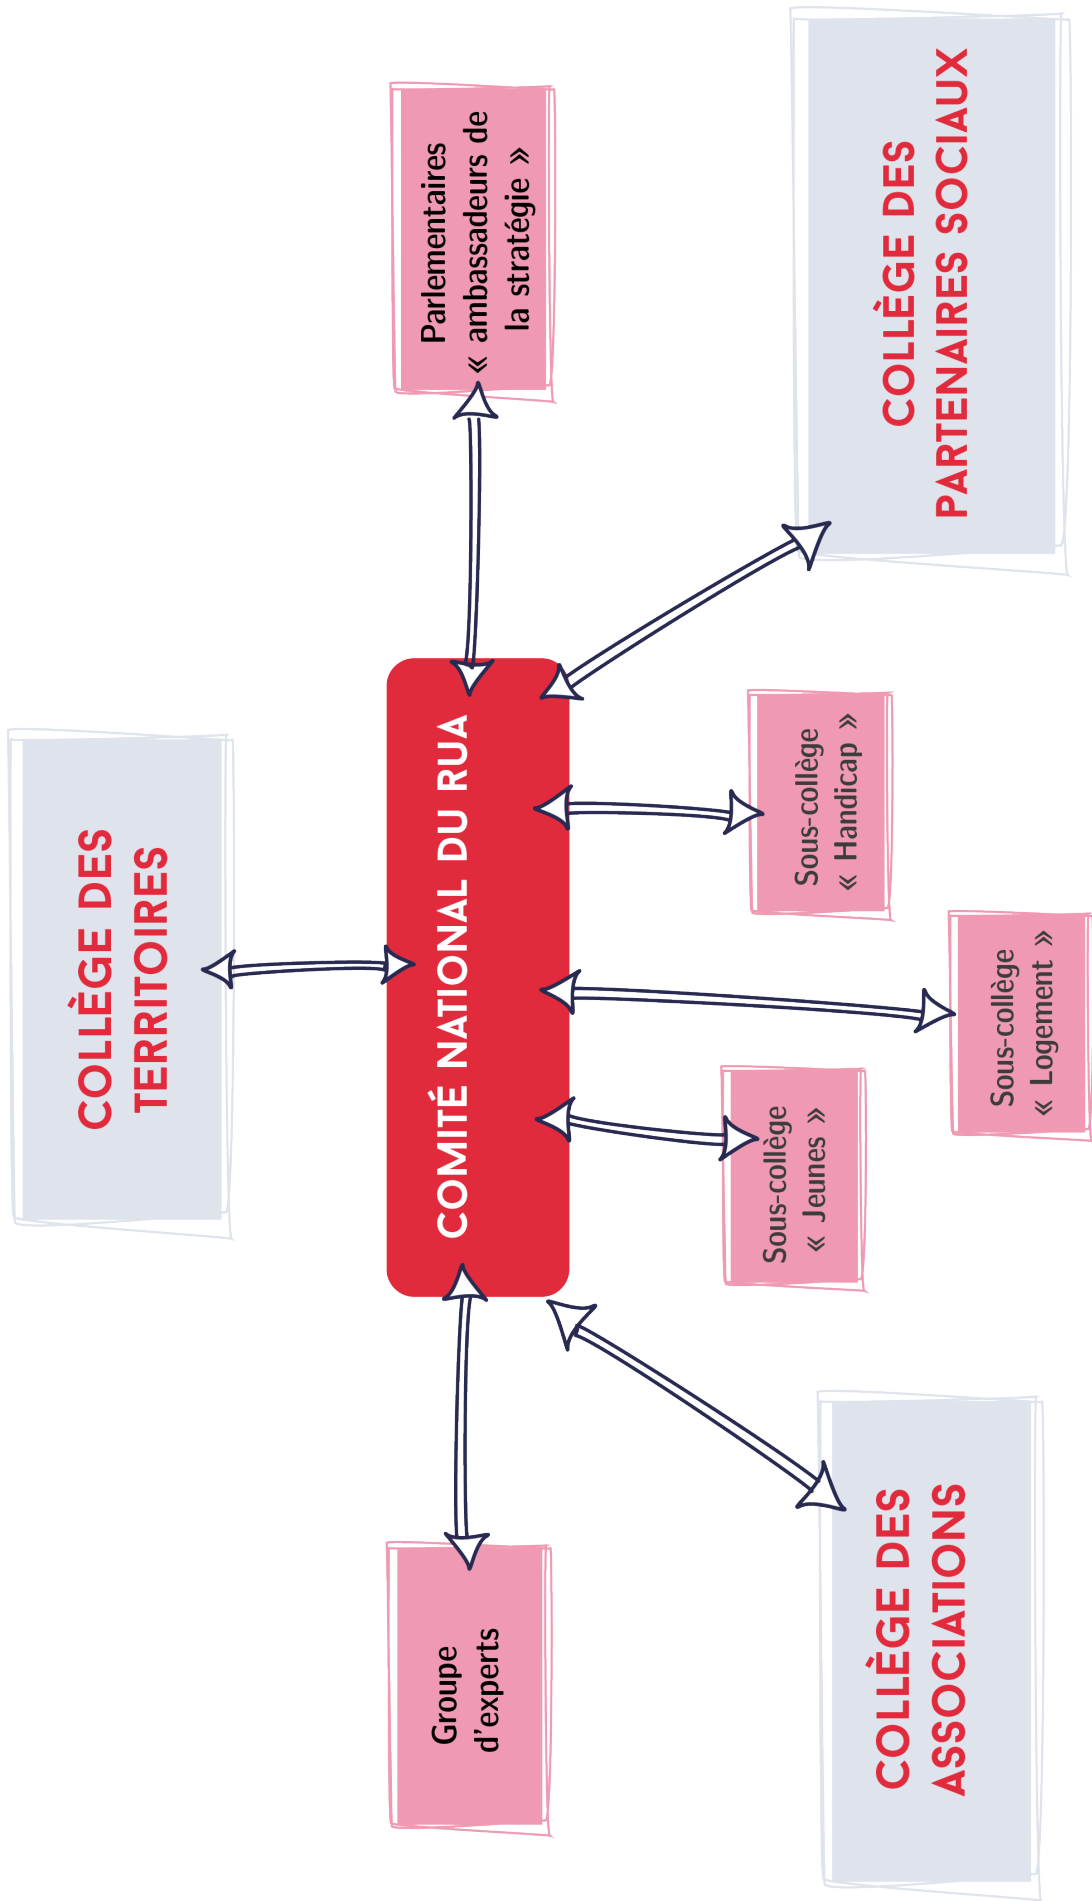 COLLÈGE DES
TERRITOIRES
Groupe
d'experts
COMITÉ NATIONAL DU RUA
Parlementaires
« ambassadeurs de
la stratégie »
Sous-collège
« Jeunes »
Sous-collège
« Logement »
Sous-collège
« Handicap »
COLLÈGE DES
ASSOCIATIONS
COLLÈGE DES
PARTENAIRES SOCIAUX